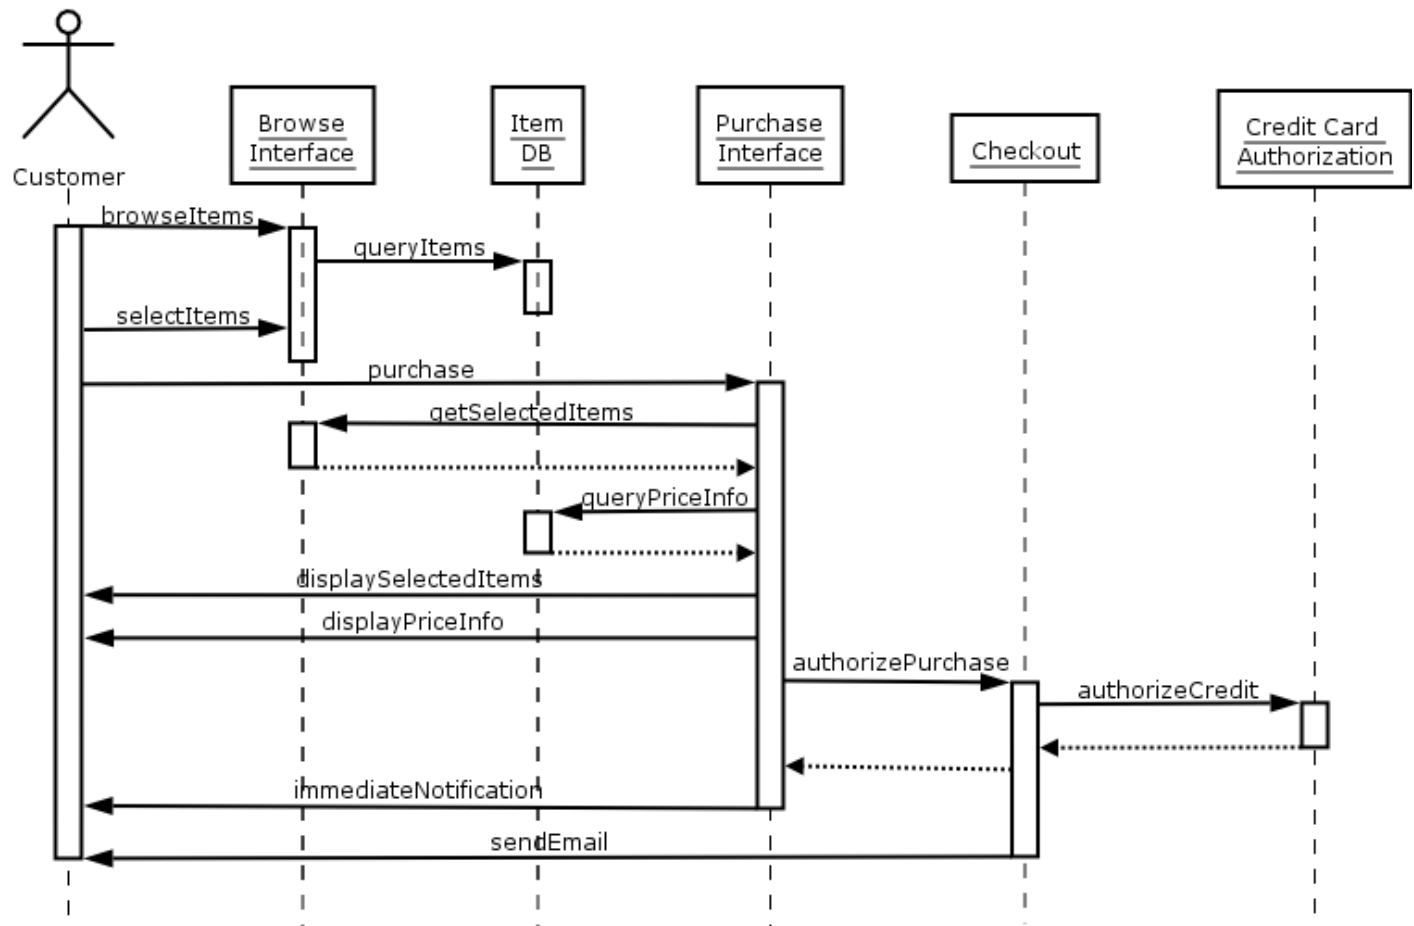 Customer
Browse
Interface
Item
DB
Purchase
Interface
Checkout
Credit Card
Authorization
browseItems
queryItems
selectItems
purchase
getSelectedItems
queryPriceInfo
displaySelectedItems
displayPriceInfo
authorizePurchase
authorizeCredit
immediateNotification
sendEmail